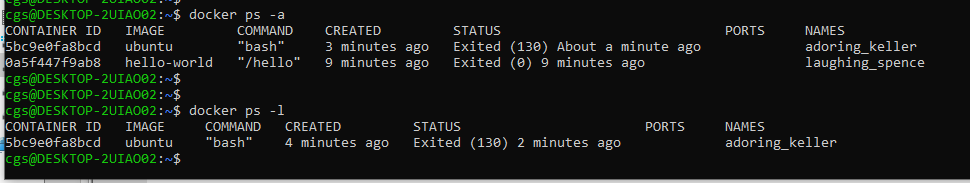 cgs@DESKTOP-2UIAO02:~$ docker ps -a
CONTAINER ID   IMAGE         COMMAND    CREATED         STATUS                          PORTS     NAMES
5bc9e0fa8bcd   ubuntu        "bash"     3 minutes ago   Exited (130) About a minute ago           adoring_keller
0a5f447f9ab8   hello-world   "/hello"   9 minutes ago   Exited (0) 9 minutes ago                  laughing_spence
cgs@DESKTOP-2UIAO02:~$
cgs@DESKTOP-2UIAO02:~$
cgs@DESKTOP-2UIAO02:~$ docker ps -l
CONTAINER ID   IMAGE     COMMAND   CREATED         STATUS                       PORTS     NAMES
5bc9e0fa8bcd   ubuntu    "bash"    4 minutes ago   Exited (130) 2 minutes ago             adoring_keller
cgs@DESKTOP-2UIAO02:~$